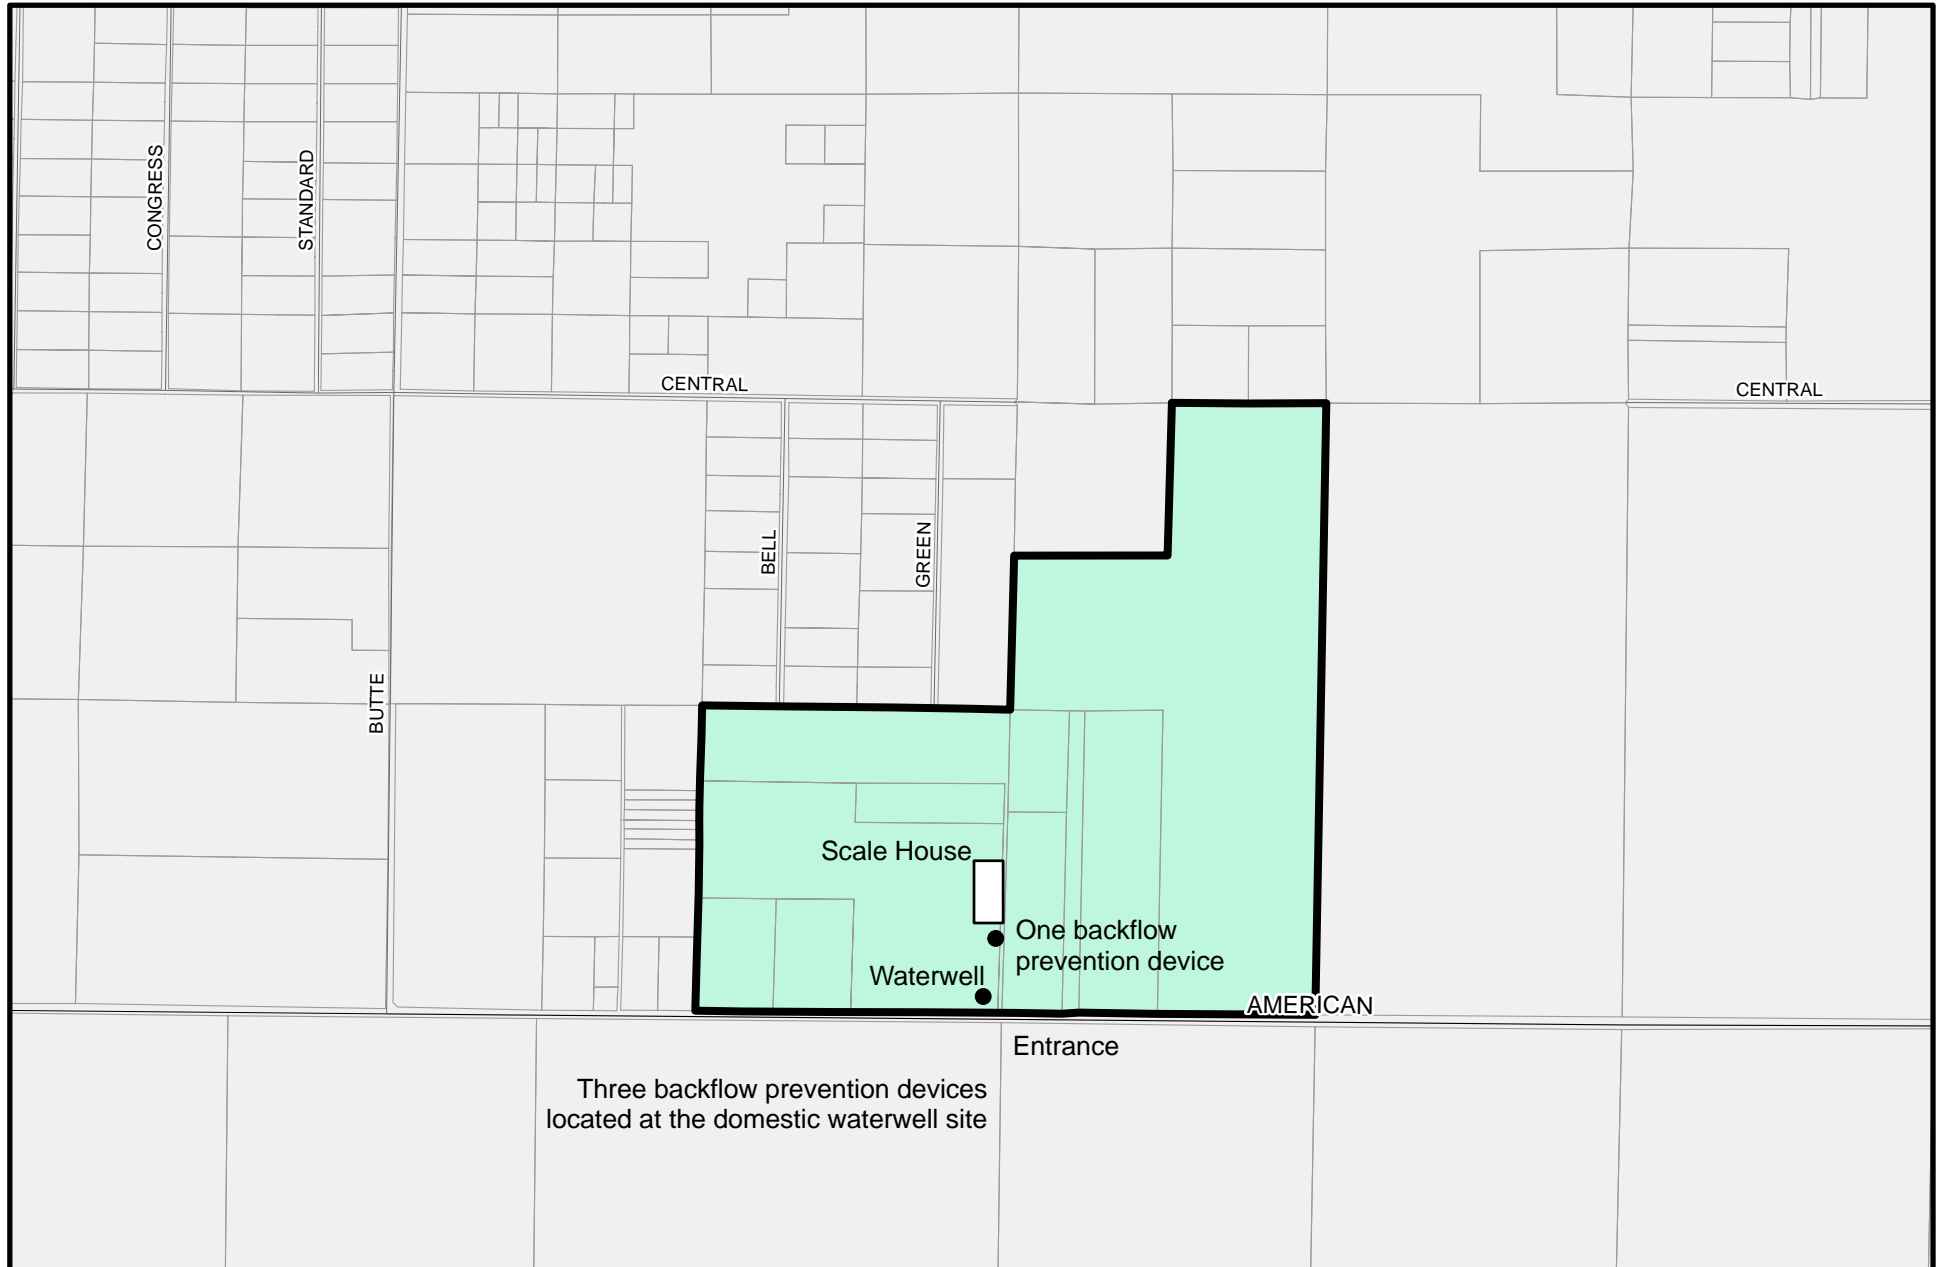 CONGRESS
STANDARD
CENTRAL
CENTRAL
BELL
GREEN
BUTTE
Scale House
One backflow
prevention device
Waterwell
AMERICAN
Entrance
Three backflow prevention devices
located at the domestic waterwell site